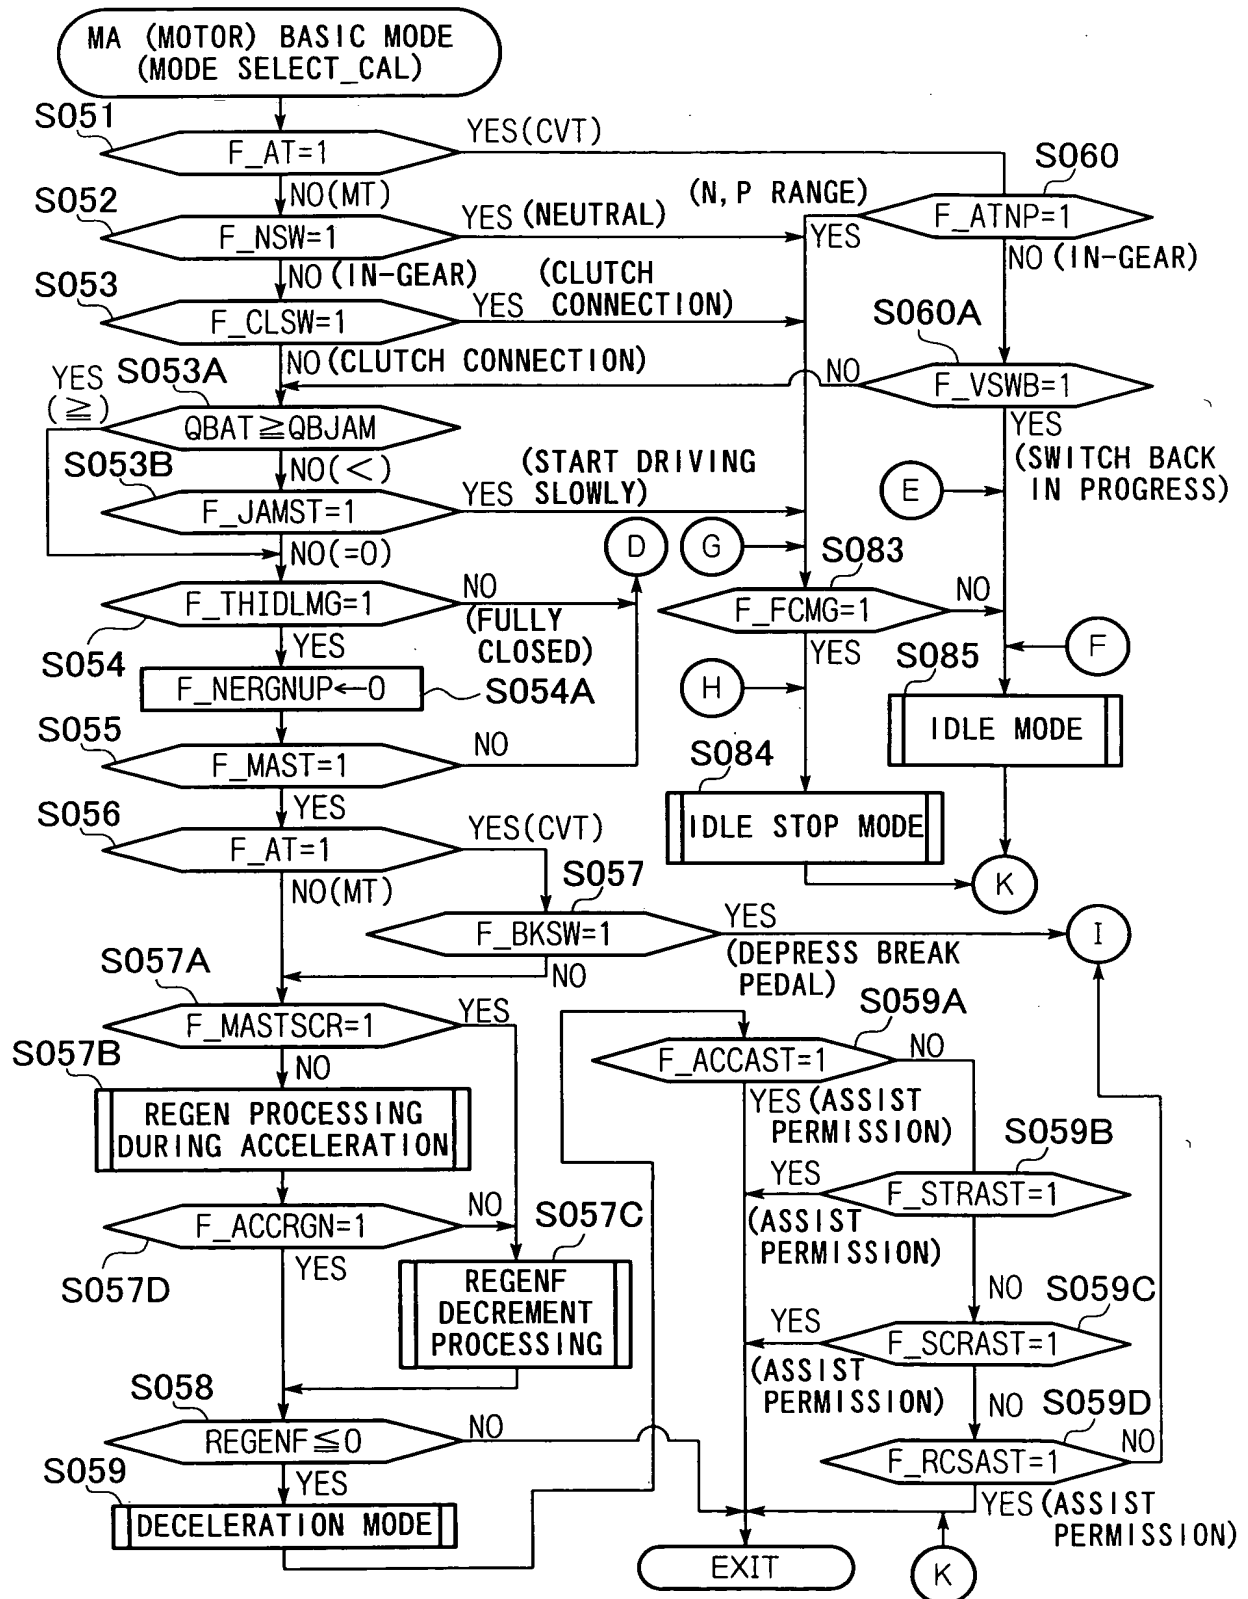 MA (MOTOR) BASIC MODE
(MODE SELECT_CAL)
S051
F_AT=1
YES(CVT)
NO(MT)
S060
(N,P RANGE)
F_ATNP=1
YES
NO (IN-GEAR)
S052
F_NSW=1
YES (NEUTRAL)
NO (IN-GEAR)
S053
F_CLSW=1
YES (CLUTCH
CONNECTION)
NO (CLUTCH CONNECTION)
S060A
F_VSWB=1
NO
YES
(SWITCH BACK
IN PROGRESS)
YES
(≧)
S053A
QBAT≧QBJAM
NO(<)
S053B
F_JAMST=1
YES (START DRIVING
SLOWLY)
NO(=0)
E
D
G
S083
F_FCMG=1
NO
YES
F_THIDLMG=1
NO
(FULLY
CLOSED)
S054
YES
F_NERGNUP←0
S054A
H
F
S085
IDLE MODE
S055
F_MAST=1
NO
YES
S084
IDLE STOP MODE
K
S056
F_AT=1
YES(CVT)
NO(MT)
S057
F_BKSW=1
YES
(DEPRESS BREAK
PEDAL)
NO
I
S057A
F_MASTSCR=1
YES
NO
S059A
F_ACCAST=1
NO
YES (ASSIST
PERMISSION)
S057B
REGEN PROCESSING
DURING ACCELERATION
S059B
F_STRAST=1
YES
(ASSIST
PERMISSION)
NO
F_ACCRGN=1
NO
YES
S057D
S057C
REGENF
DECREMENT
PROCESSING
S059C
F_SCRAST=1
YES
(ASSIST
PERMISSION)
NO
S058
REGENF≦0
NO
YES
S059D
F_RCSAST=1
NO
YES (ASSIST
PERMISSION)
S059
DECELERATION MODE
EXIT
K